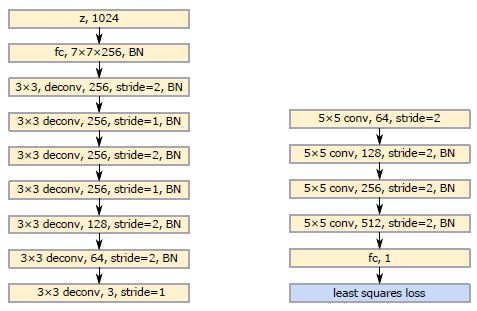 z, 1024
fc, 7×7×256, BN
3×3, deconv, 256, stride=2, BN
3×3 deconv, 256, stride=1, BN
3×3 deconv, 256, stride=2, BN
3×3 deconv, 256, stride=1, BN
3×3 deconv, 128, stride=2, BN
3×3 deconv, 64, stride=2, BN
3×3 deconv, 3, stride=1
5×5 conv, 64, stride=2
5×5 conv, 128, stride=2, BN
5×5 conv, 256, stride=2, BN
5×5 conv, 512, stride=2, BN
fc, 1
least squares loss